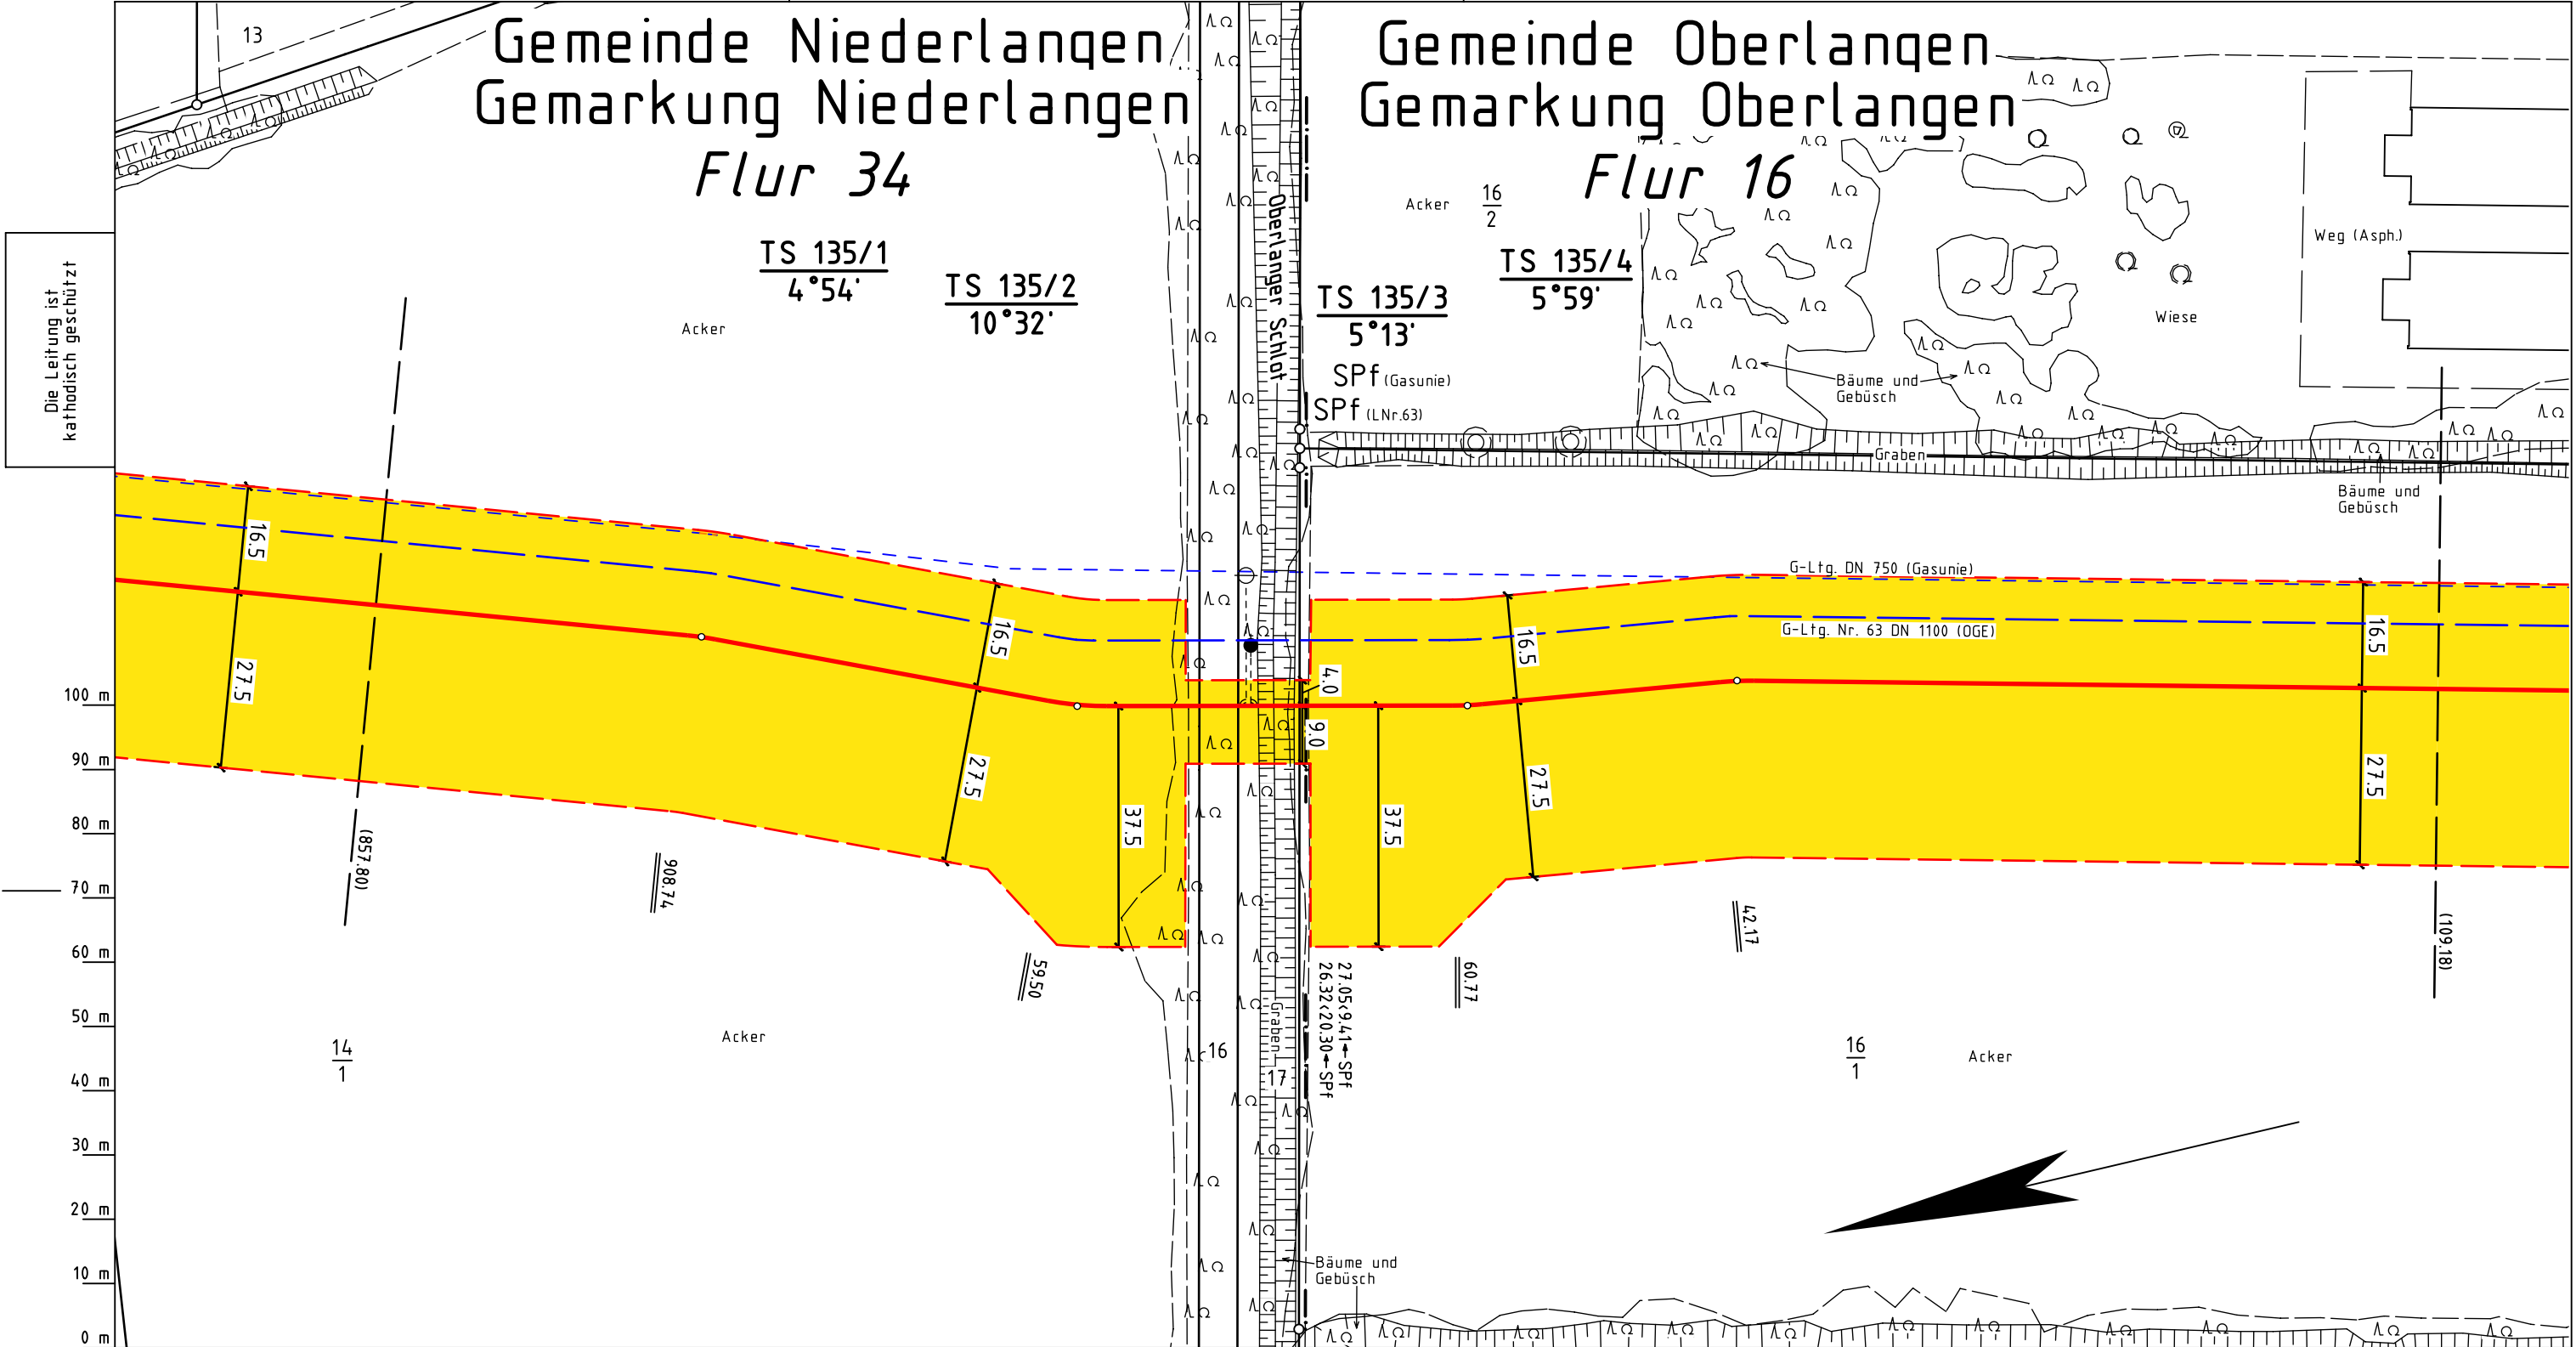 13
Gemeinde Niederlangen
Gemarkung Niederlangen
Flur 34
Gemeinde Oberlangen
Gemarkung Oberlangen
Flur 16
Acker
16
2
Weg (Asph.)
Wiese
TS 135/1
4°54'
TS 135/2
10°32'
TS 135/3
5°13'
TS 135/4
5°59'
Acker
Oberlanger Schlot
SPf (Gasunie)
SPf (LNr.63)
Bäume und
Gebüsch
Die Leitung ist
kathodisch geschützt
Graben
Bäume und
Gebüsch
G-Ltg. DN 750 (Gasunie)
G-Ltg. Nr. 63 DN 1100 (OGE)
16.5
27.5
16.5
27.5
37.5
4.0
9.0
37.5
16.5
27.5
16.5
27.5
100 m
90 m
80 m
70 m
60 m
50 m
40 m
30 m
20 m
10 m
0 m
(857.80)
908.74
59.50
27.05<9.41←SPf
26.32<20.30←SPf
60.77
42.17
(109.18)
Acker
14
1
16
Graben
17
16
1
Acker
Bäume und
Gebüsch